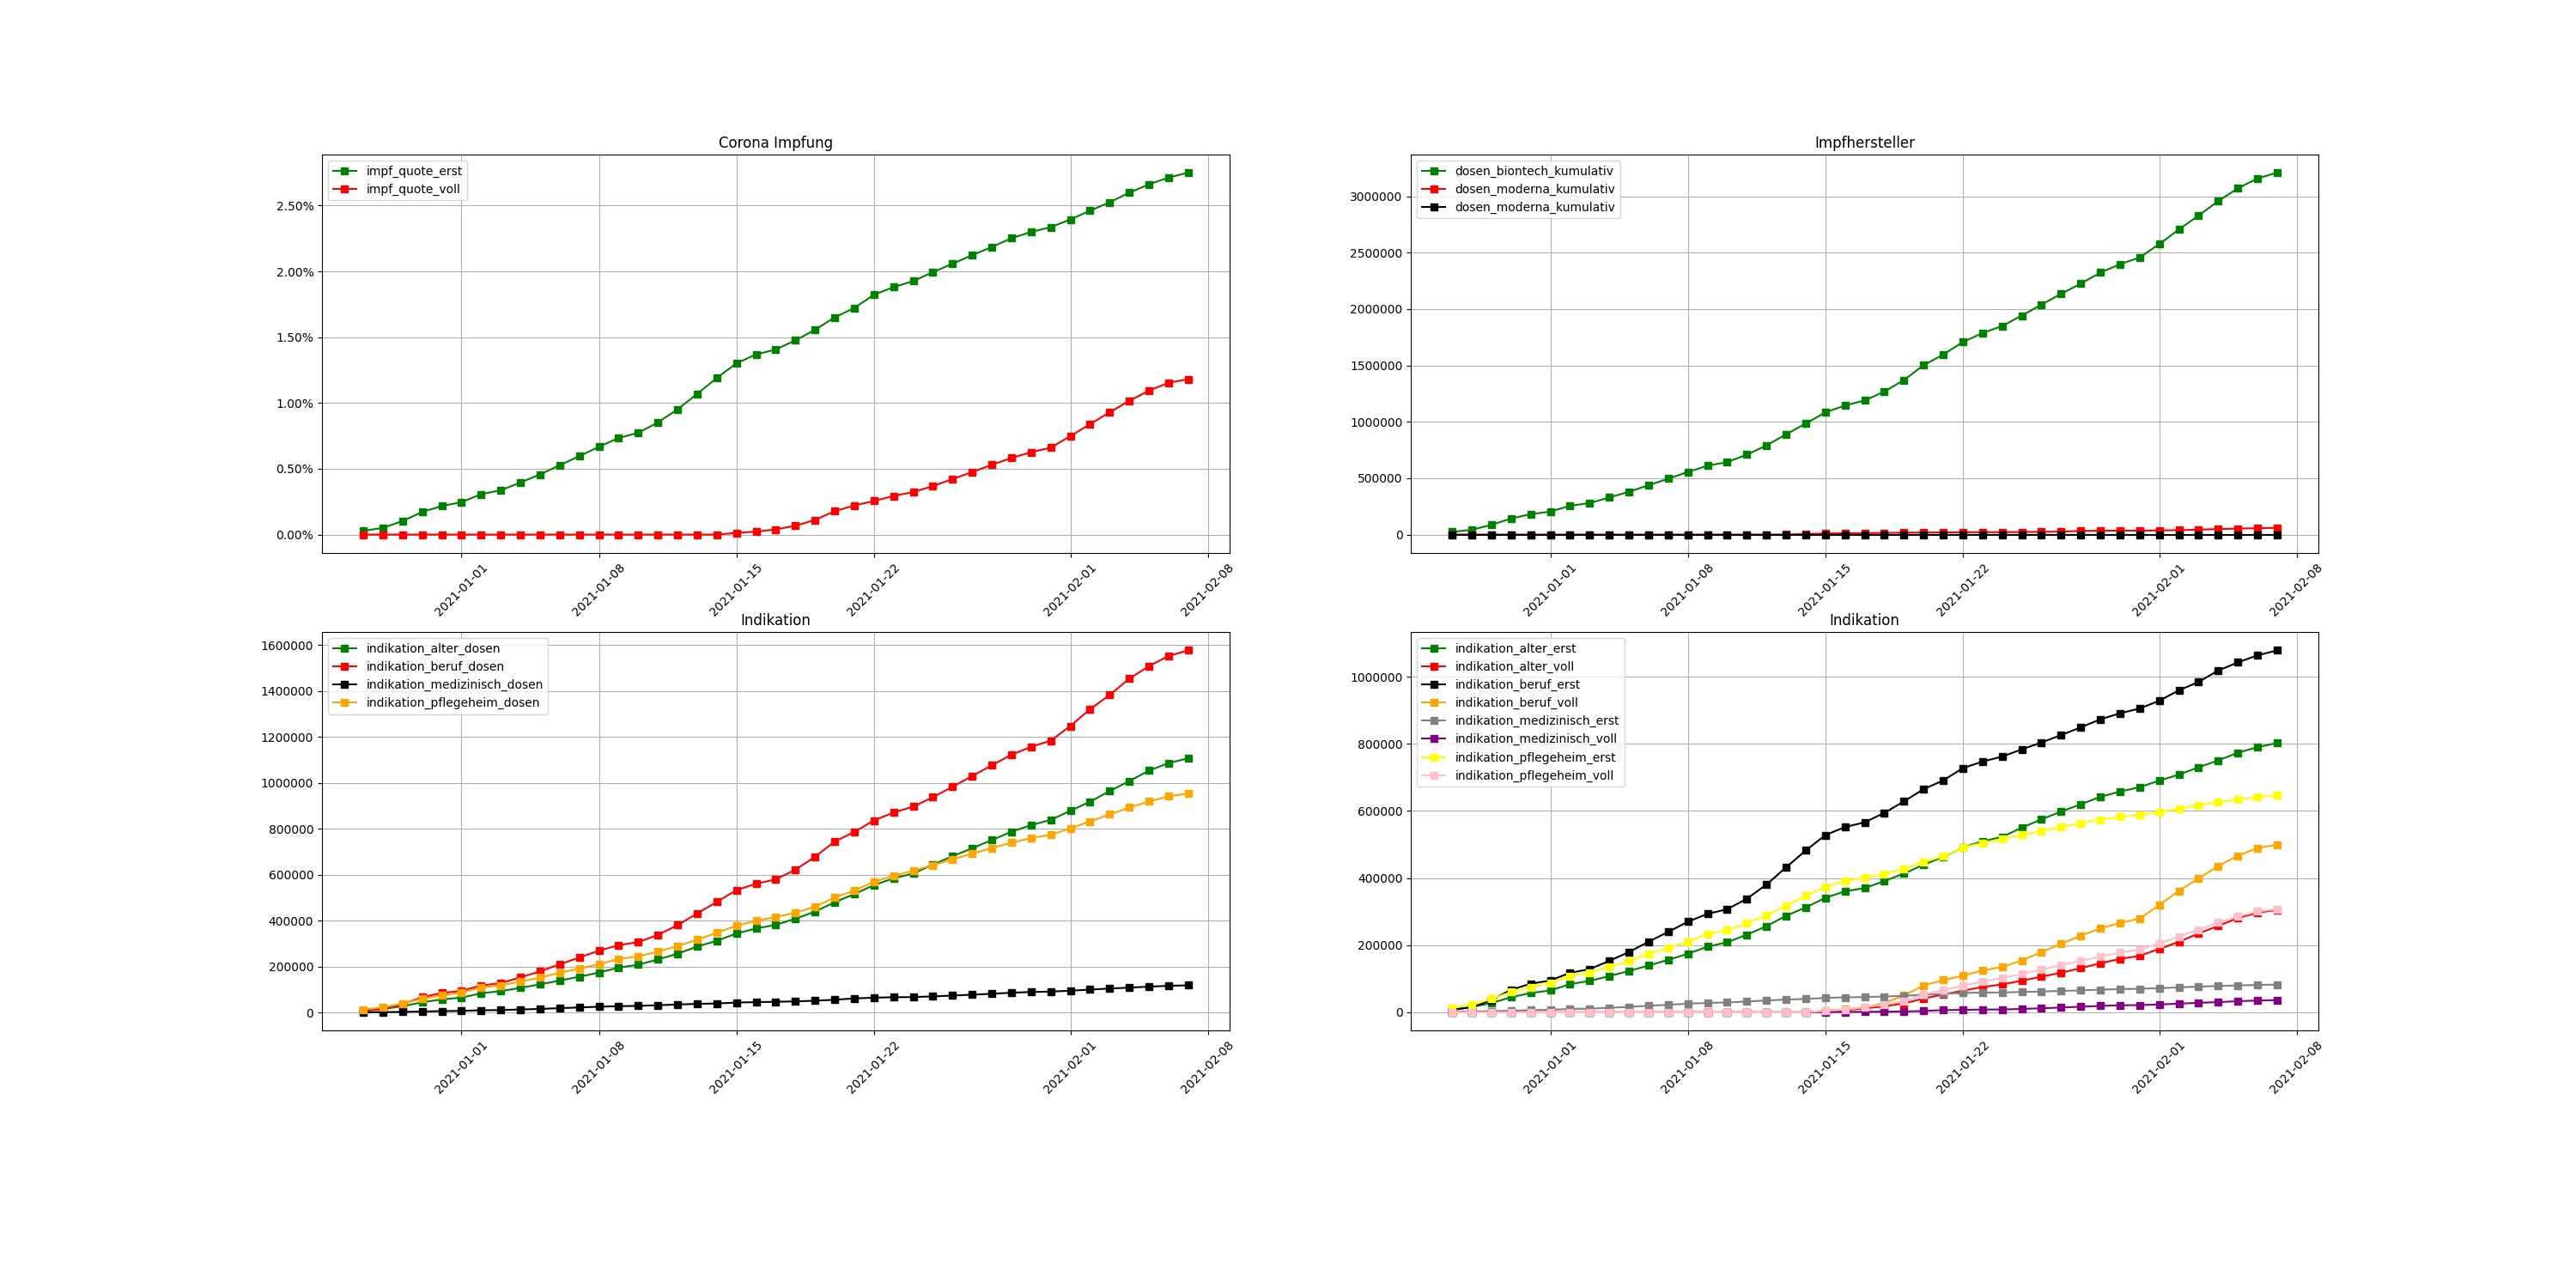 Corona Impfung
impf_quote_erst
impf_quote_voll
2.50%
2.00%
1.50%
1.00%
0.50%
0.00%
2021-01-01
2021-01-08
2021-01-15
2021-01-22
2021-02-01
2021-02-08
Impfhersteller
dosen_biontech_kumulativ
dosen_moderna_kumulativ
dosen_moderna_kumulativ
3000000
2500000
2000000
1500000
1000000
500000
0
2021-01-01
2021-01-08
2021-01-15
2021-01-22
2021-02-01
2021-02-08
Indikation
indikation_alter_dosen
indikation_beruf_dosen
indikation_medizinisch_dosen
indikation_pflegeheim_dosen
1600000
1400000
1200000
1000000
800000
600000
400000
200000
0
2021-01-01
2021-01-08
2021-01-15
2021-01-22
2021-02-01
2021-02-08
Indikation
indikation_alter_erst
indikation_alter_voll
indikation_beruf_erst
indikation_beruf_voll
indikation_medizinisch_erst
indikation_medizinisch_voll
indikation_pflegeheim_erst
indikation_pflegeheim_voll
1000000
800000
600000
400000
200000
0
2021-01-01
2021-01-08
2021-01-15
2021-01-22
2021-02-01
2021-02-08